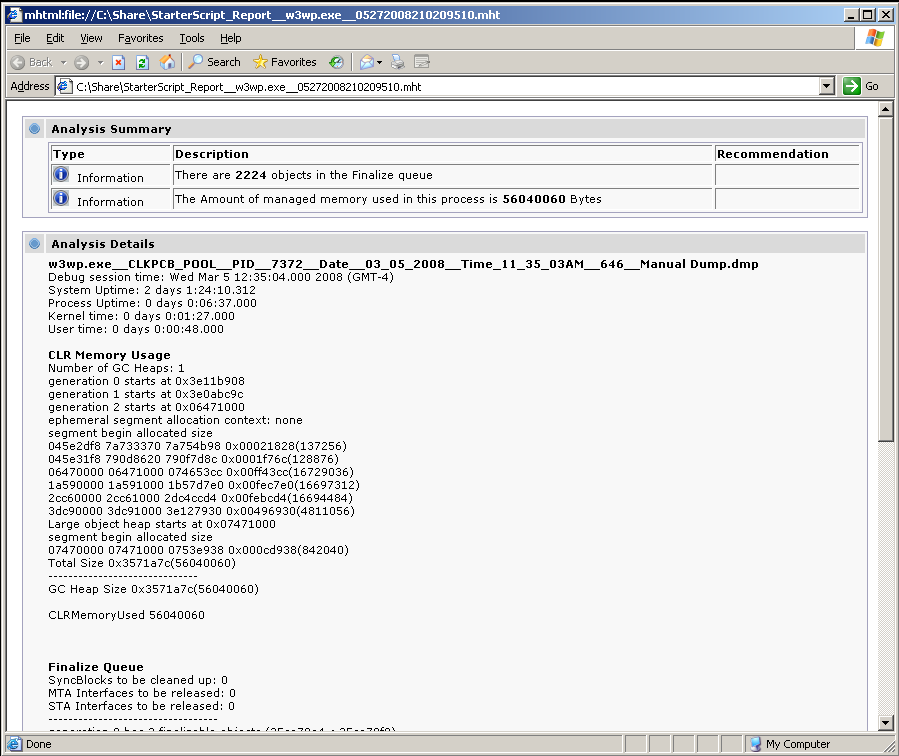 mhtml:file://C:\Share\StarterScript_Report__w3wp.exe__05272008210209510.mht
File Edit View Favorites Tools Help
Back Search Favorites
Address C:\Share\StarterScript_Report__w3wp.exe__05272008210209510.mht Go
Analysis Summary
Type Description Recommendation
Information There are 2224 objects in the Finalize queue
Information The Amount of managed memory used in this process is 56040060 Bytes
Analysis Details
w3wp.exe__CLKPCB_POOL__PID__7372__Date__03_05_2008__Time_11_35_03AM__646__Manual Dump.dmp
Debug session time: Wed Mar 5 12:35:04.000 2008 (GMT-4)
System Uptime: 2 days 1:24:10.312
Process Uptime: 0 days 0:06:37.000
Kernel time: 0 days 0:01:27.000
User time: 0 days 0:00:48.000
CLR Memory Usage
Number of GC Heaps: 1
generation 0 starts at 0x3e11b908
generation 1 starts at 0x3e0abc9c
generation 2 starts at 0x06471000
ephemeral segment allocation context: none
segment begin allocated size
045e2df8 7a733370 7a754b98 0x00021828(137256)
045e31f8 790d8620 790f7d8c 0x0001f76c(128876)
06470000 06471000 074653cc 0x00ff43cc(16729036)
1a590000 1a591000 1b57d7e0 0x00fec7e0(16697312)
2cc60000 2cc61000 2dc4ccd4 0x00febcd4(16694484)
3dc90000 3dc91000 3e127930 0x00496930(4811056)
Large object heap starts at 0x07471000
segment begin allocated size
07470000 07471000 0753e938 0x000cd938(842040)
Total Size 0x3571a7c(56040060)
------------------------------
GC Heap Size 0x3571a7c(56040060)
CLRMemoryUsed 56040060
Finalize Queue
SyncBlocks to be cleaned up: 0
MTA Interfaces to be released: 0
STA Interfaces to be released: 0
----------------------------------
Done My Computer